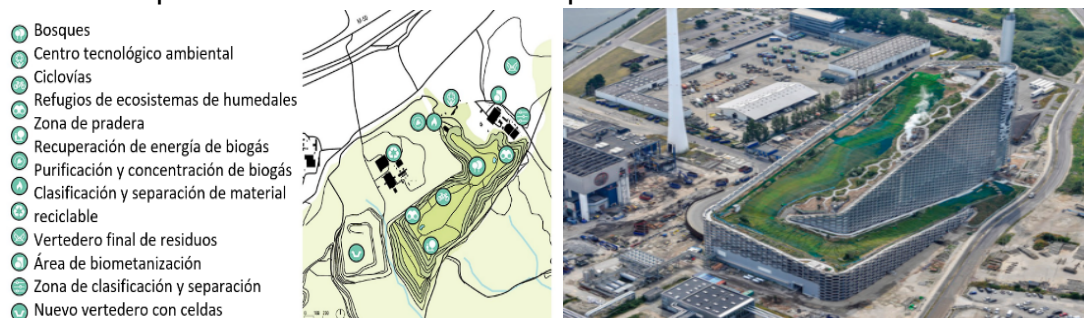 Bosques
Centro tecnológico ambiental
Ciclovías
Refugios de ecosistemas de humedales
Zona de pradera
Recuperación de energía de biogás
Purificación y concentración de biogás
Clasificación y separación de material
reciclable
Vertedero final de residuos
Área de biometanización
Zona de clasificación y separación
Nuevo vertedero con celdas